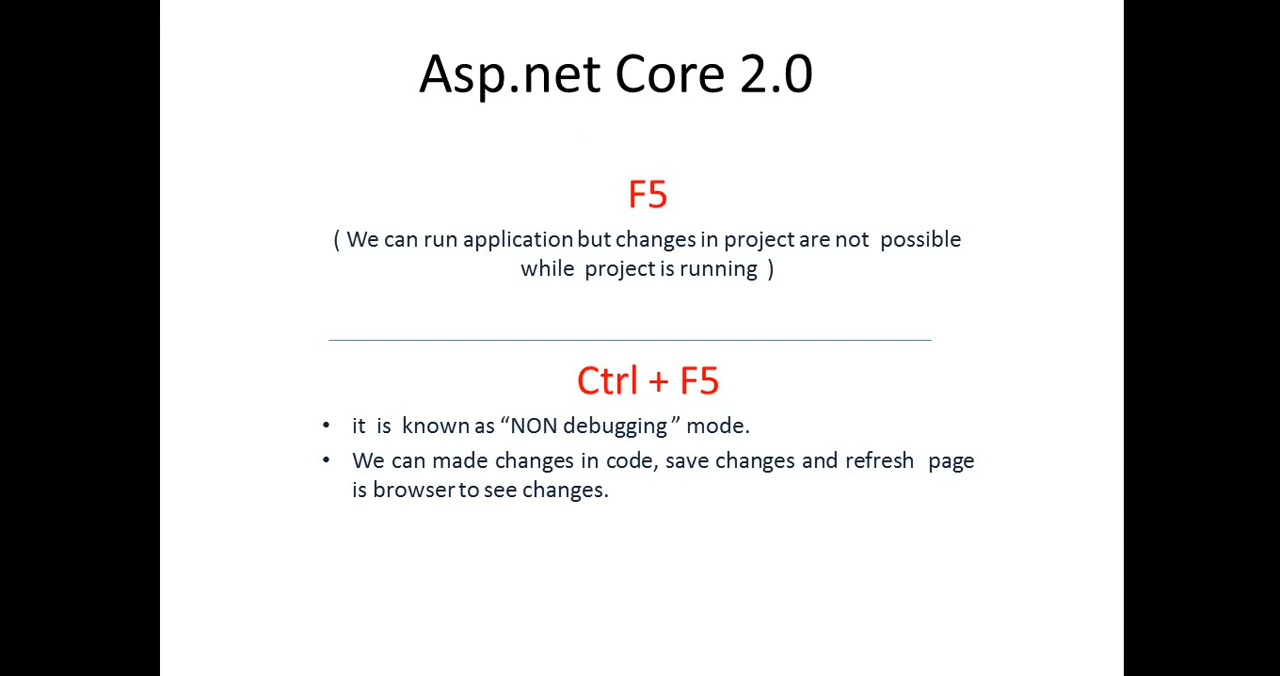 Asp.net Core 2.0
F5
( We can run application but changes in project are not possible
while project is running )
Ctrl + F5
• it is known as “NON debugging” mode.
• We can made changes in code, save changes and refresh page
is browser to see changes.